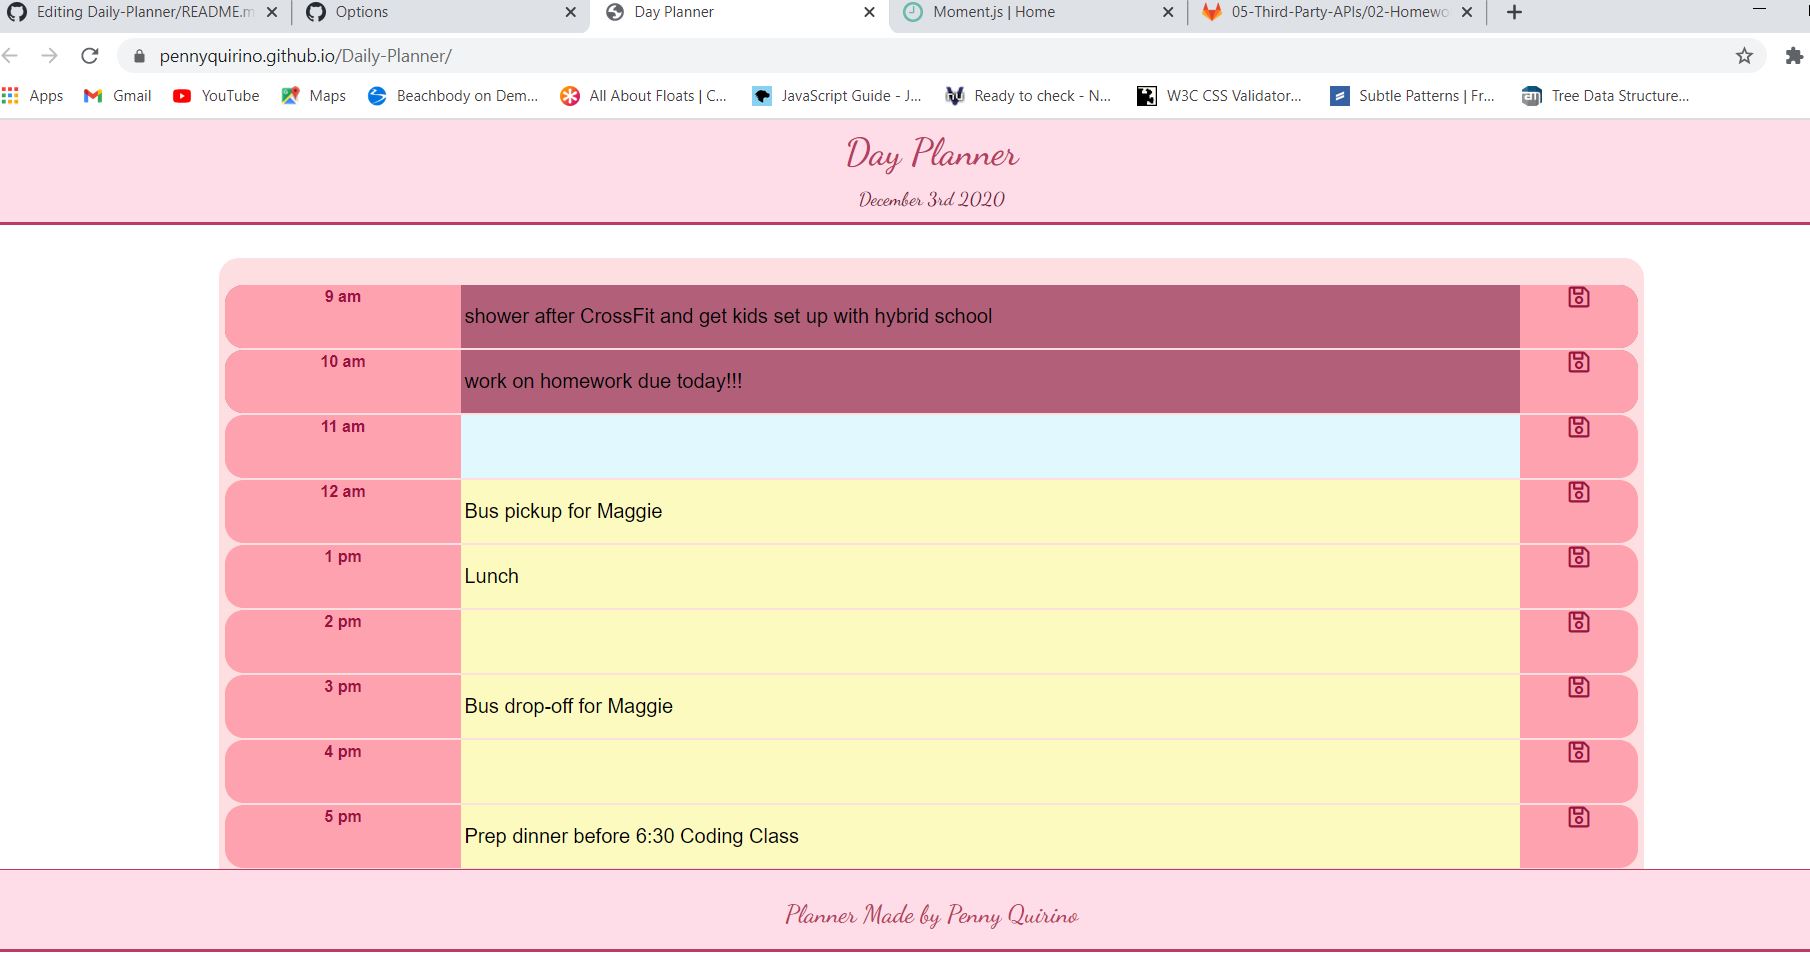 Editing Daily-Planner/README.m
Options
Day Planner
Moment.js | Home
05-Third-Party-APIs/02-Homewo
pennyquirino.github.io/Daily-Planner/
Apps
Gmail
YouTube
Maps
Beachbody on Dem...
All About Floats | C...
JavaScript Guide - J...
Ready to check - N...
W3C CSS Validator...
Subtle Patterns | Fr...
Tree Data Structure...
Day Planner
December 3rd 2020
9 am
shower after CrossFit and get kids set up with hybrid school
10 am
work on homework due today!!!
11 am
12 am
Bus pickup for Maggie
1 pm
Lunch
2 pm
3 pm
Bus drop-off for Maggie
4 pm
5 pm
Prep dinner before 6:30 Coding Class
Planner Made by Penny Quirino